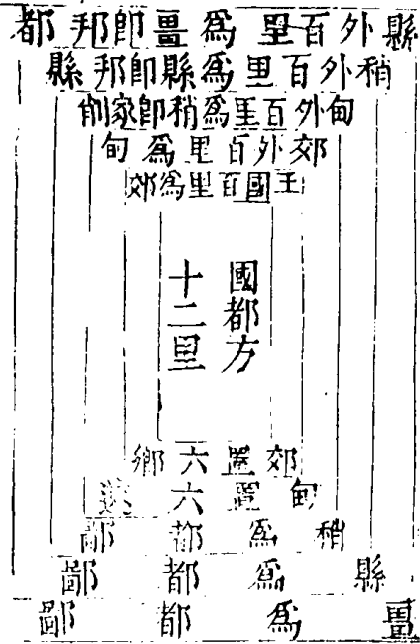 縣外百里為畺即邦都
稍外百里為縣即邦縣
甸外百里為稍即家削
郊外百里為甸
王國百里為郊
國都方
十二里
郊置六鄉
甸置六遂
稍為都鄙
縣為都鄙
畺為都鄙